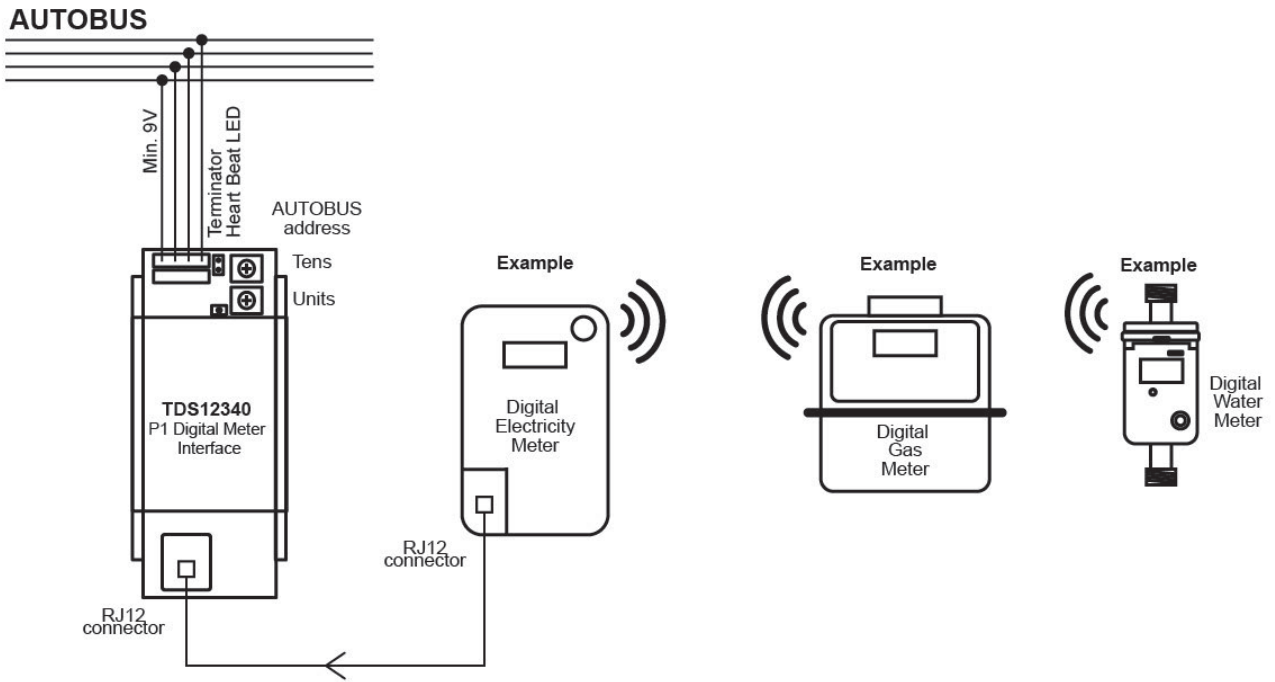 AUTOBUS
Min. 9V
Terminator
Heart Beat LED
AUTOBUS
address
Tens
Units
TDS12340
P1 Digital Meter
Interface
RJ12
connector
Example
Digital
Electricity
Meter
RJ12
connector
Example
Digital
Gas
Meter
Example
Digital
Water
Meter